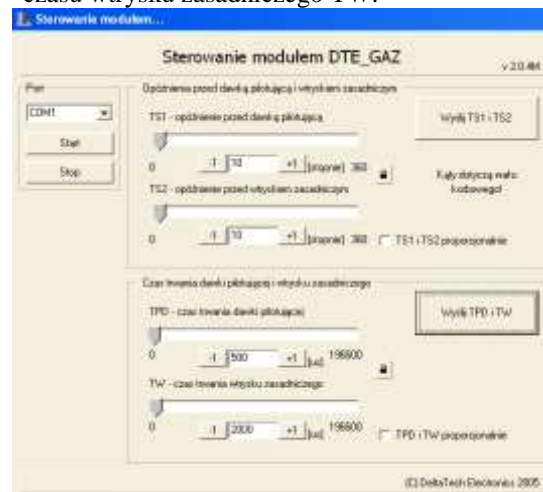 czasu wtrysku zasadniczego TW.
Sterowanie modułem...
Sterowanie modułem DTE_GAZ
v 2.0.4M
Port
COM1
Start
Stop
Opóźnienie przed dawką pilotującą i wtryskiem zasadniczym
TS1 - opóźnienie przed dawką pilotującą
0 -1 10 +1 [stopnie] 360
TS2 - opóźnienie przed wtryskiem zasadniczym
0 -1 10 +1 [stopnie] 360
Wyślij TS1 i TS2
Kąty dotyczą wału
korbowego!
TS1 i TS2 proporcjonalnie
Czas trwania dawki pilotującej i wtrysku zasadniczego
TPD - czas trwania dawki pilotującej
0 -1 500 +1 [us] 196600
TW - czas trwania wtrysku zasadniczego
0 -1 2000 +1 [us] 196600
Wyślij TPD i TW
TPD i TW proporcjonalnie
(C) DeltaTech Electronics 2005